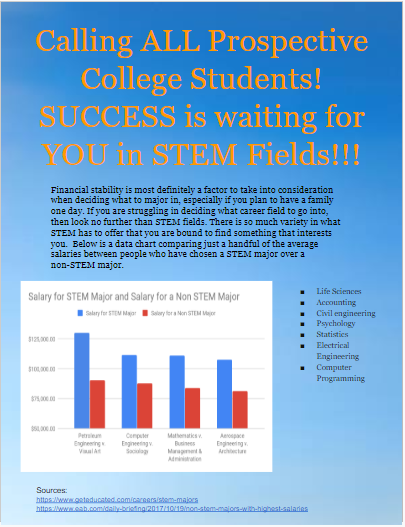 Calling ALL Prospective
College Students!
SUCCESS is waiting for
YOU in STEM Fields!!!
Financial stability is most definitely a factor to take into consideration
when deciding what to major in, especially if you plan to have a family
one day. If you are struggling in deciding what career field to go into,
then look no further than STEM fields. There is so much variety in what
STEM has to offer that you are bound to find something that interests
you. Below is a data chart comparing just a handful of the average
salaries between people who have chosen a STEM major over a
non-STEM major.
Salary for STEM Major and Salary for a Non STEM Major
Salary for STEM Major Salary for a Non STEM Major
$125,000.00
$100,000.00
$75,000.00
$50,000.00
Petroleum
Engineering v.
Visual Art
Computer
Engineering v.
Sociology
Mathematics v.
Business
Management &
Administration
Aerospace
Engineering v.
Architecture
Life Sciences
Accounting
Civil engineering
Psychology
Statistics
Electrical
Engineering
Computer
Programming
Sources:
https://www.geteducated.com/careers/stem-majors
https://www.eab.com/daily-briefing/2017/10/19/non-stem-majors-with-highest-salaries